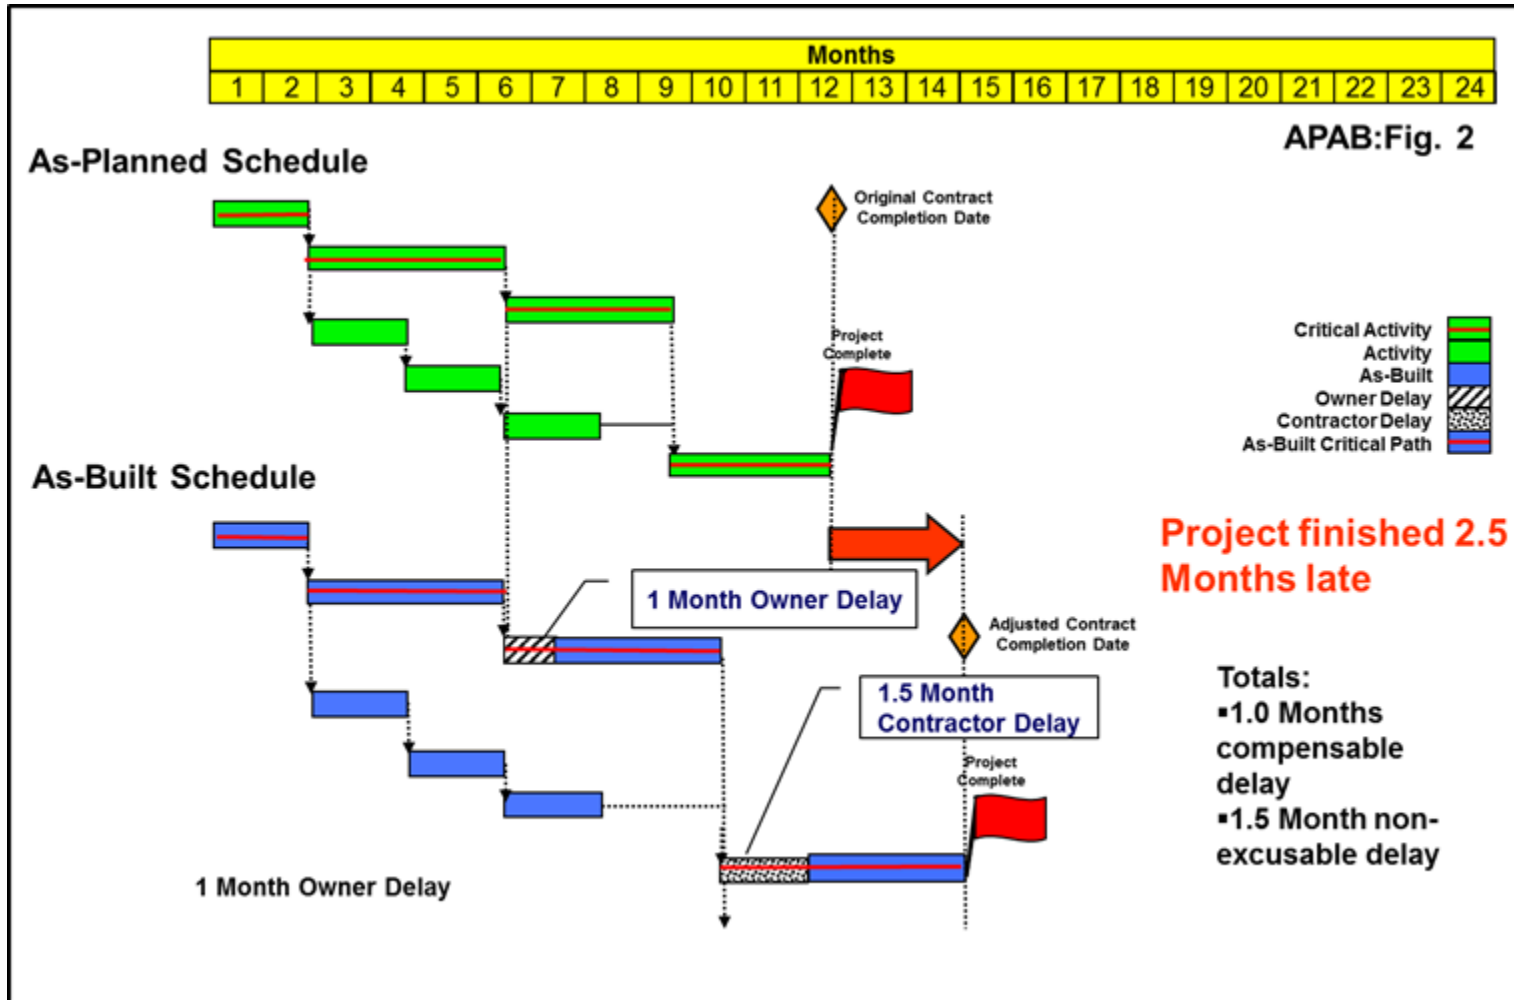 Months
1 2 3 4 5 6 7 8 9 10 11 12 13 14 15 16 17 18 19 20 21 22 23 24
APAB:Fig. 2
As-Planned Schedule
Original Contract
Completion Date
Project
Complete
Critical Activity
Activity
As-Built
Owner Delay
Contractor Delay
As-Built Critical Path
As-Built Schedule
Project finished 2.5
Months late
1 Month Owner Delay
Adjusted Contract
Completion Date
1.5 Month
Contractor Delay
Totals:
▪1.0 Months
compensable
delay
▪1.5 Month non-
excusable delay
Project
Complete
1 Month Owner Delay